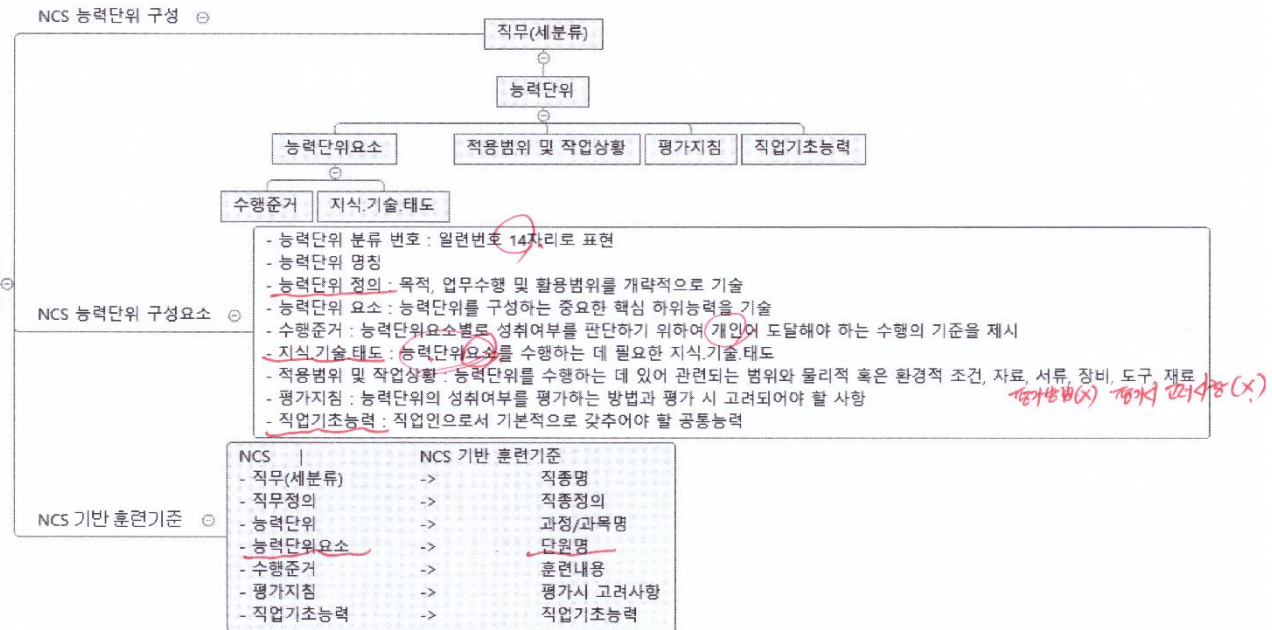 NCS 능력단위 구성
직무(세분류)
능력단위
능력단위요소
적용범위 및 작업상황
평가지침
직업기초능력
수행준거
지식.기술.태도
NCS 능력단위 구성요소
- 능력단위 분류 번호 : 일련번호 14자리로 표현
- 능력단위 명칭
- 능력단위 정의 : 목적, 업무수행 및 활용범위를 개략적으로 기술
- 능력단위 요소 : 능력단위를 구성하는 중요한 핵심 하위능력을 기술
- 수행준거 : 능력단위요소별로 성취여부를 판단하기 위하여 개인이 도달해야 하는 수행의 기준을 제시
- 지식.기술.태도 : 능력단위요소를 수행하는 데 필요한 지식.기술.태도
- 적용범위 및 작업상황 : 능력단위를 수행하는 데 있어 관련되는 범위와 물리적 혹은 환경적 조건, 자료, 서류, 장비, 도구, 재료
- 평가지침 : 능력단위의 성취여부를 평가하는 방법과 평가 시 고려되어야 할 사항
평가방법(X) 평가시 고려사항(X)
- 직업기초능력 : 직업인으로서 기본적으로 갖추어야 할 공통능력
NCS 기반 훈련기준
NCS NCS 기반 훈련기준
- 직무(세분류) -> 직종명
- 직무정의 -> 직종정의
- 능력단위 -> 과정/과목명
- 능력단위요소 -> 단원명
- 수행준거 -> 훈련내용
- 평가지침 -> 평가시 고려사항
- 직업기초능력 -> 직업기초능력